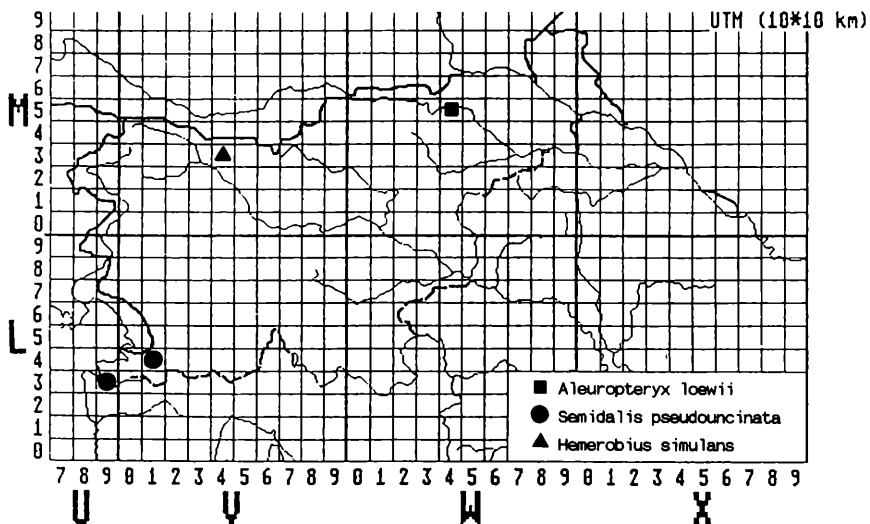 UTM (10*10 km)
9
8
7
6
M 5
4
3
2
1
0
9
8
7
6
L 5
4
3
2
1
0
■ Aleuropteryx loewii
● Semidalis pseudouncinata
▲ Hemerobius simulans
7 8 9 0 1 2 3 4 5 6 7 8 9 0 1 2 3 4 5 6 7 8 9 0 1 2 3 4 5 6 7 8 9
U V W X